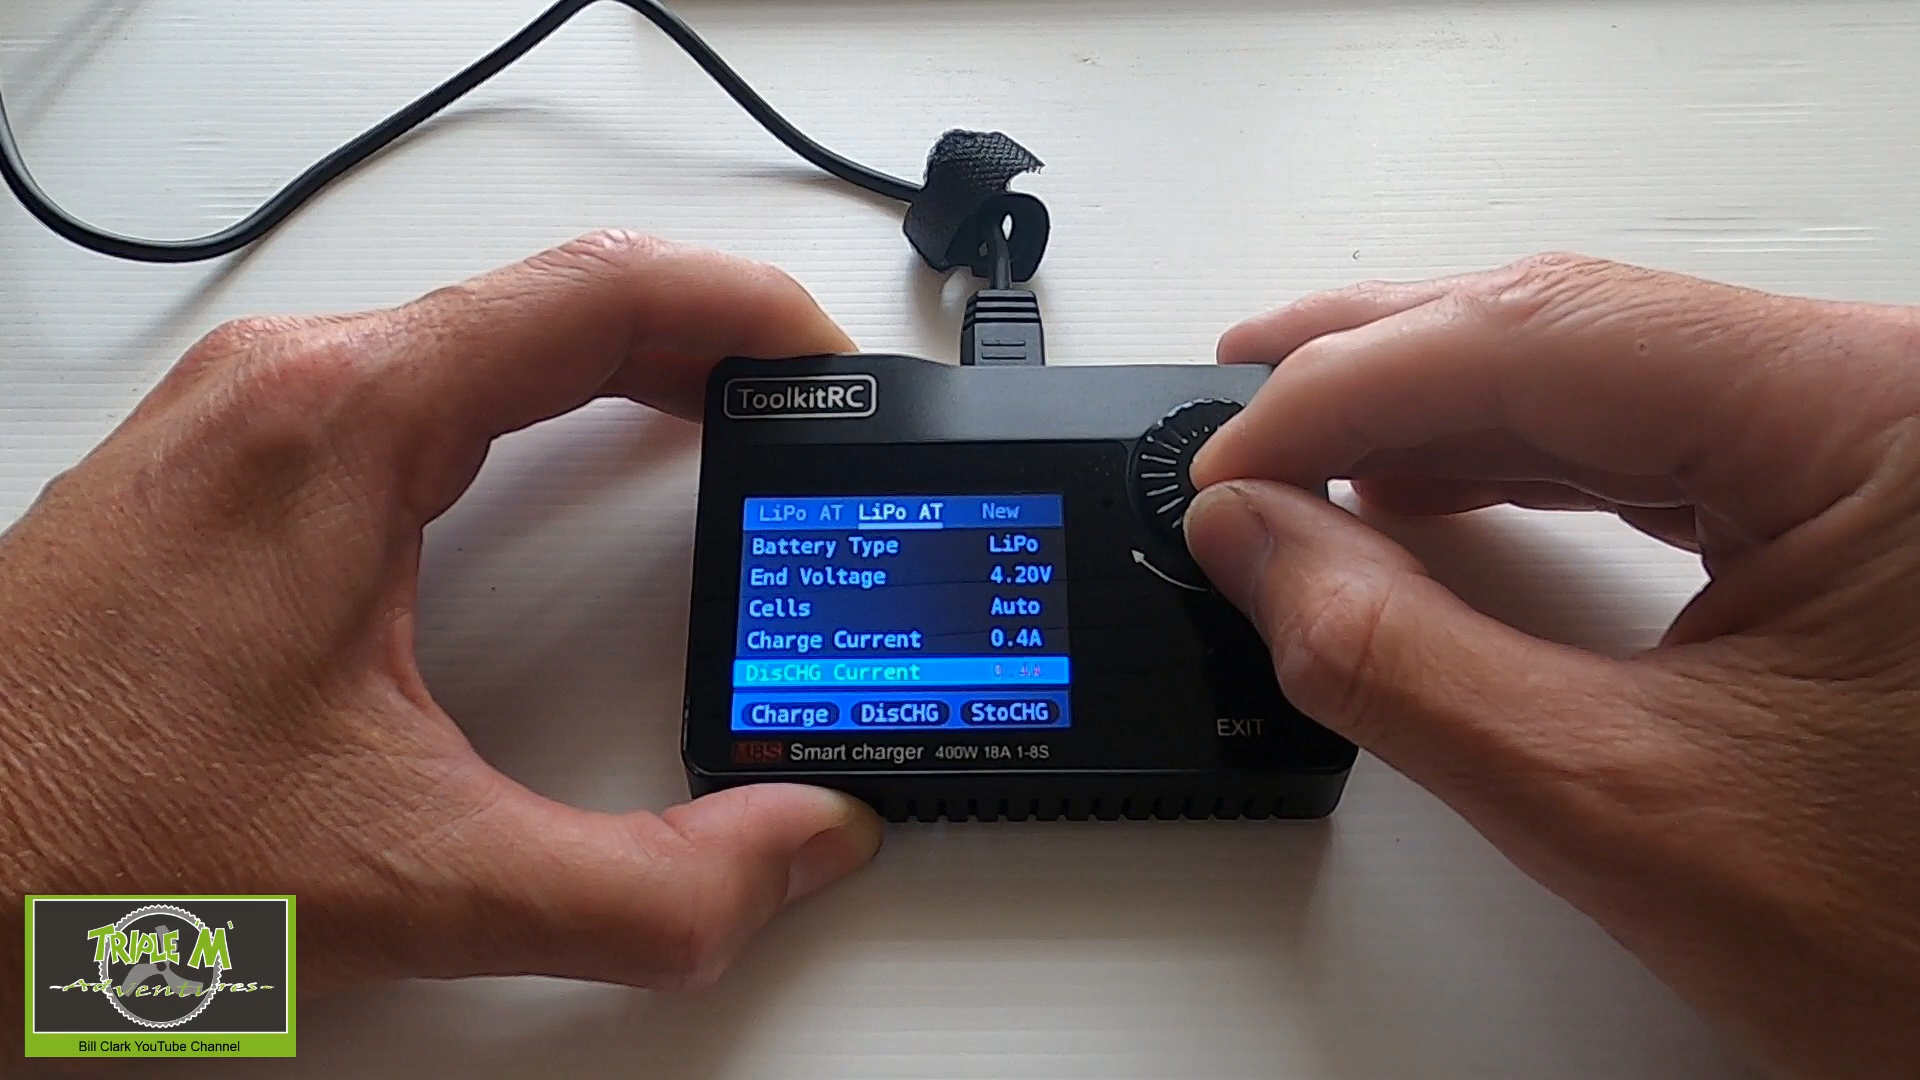 ToolkitRC
LiPo AT LiPo AT New
Battery Type LiPo
End Voltage 4.20V
Cells Auto
Charge Current 0.4A
DisCHG Current
Charge DisCHG StoCHG
Smart charger 400W 18A 1-8S
EXIT
TRIPLE M
-Adventures-
Bill Clark YouTube Channel